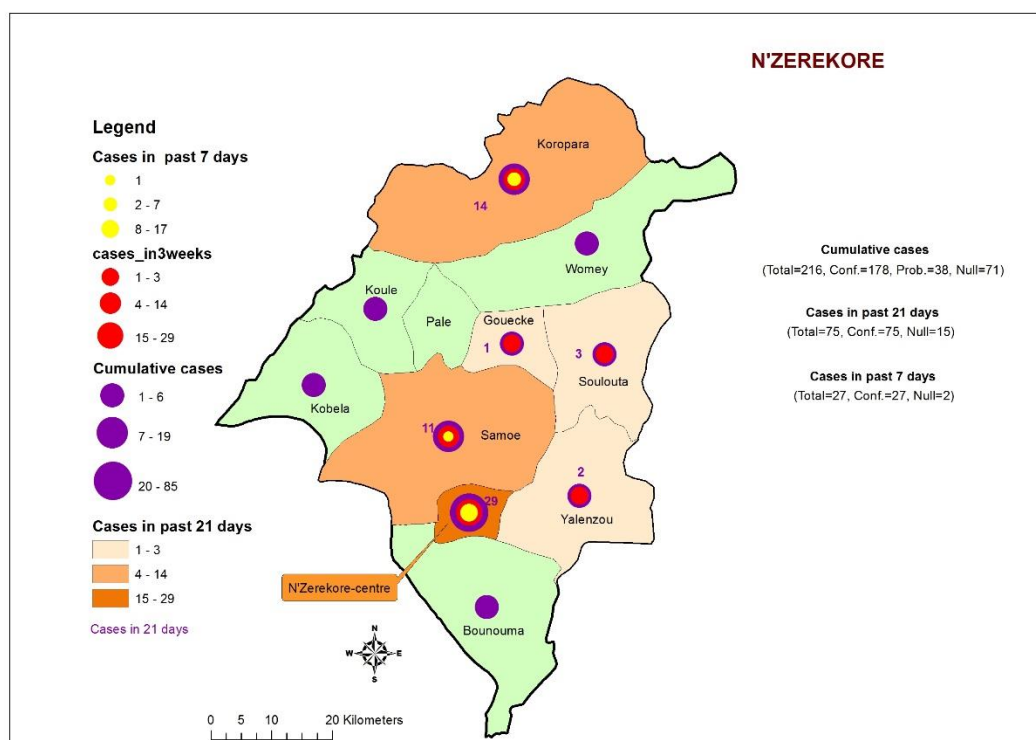 N'ZEREKORE
Legend
Cases in past 7 days
1
2 - 7
8 - 17
cases_in3weeks
1 - 3
4 - 14
15 - 29
Cumulative cases
1 - 6
7 - 19
20 - 85
Cases in past 21 days
1 - 3
4 - 14
15 - 29
Cases in 21 days
Koropara
14
Womey
Koule
Pale
Gouecke
1
3
Soulouta
Kobela
11
Samoe
2
Yalenzou
29
N'Zerekore-centre
Bounouma
Cumulative cases
(Total=216, Conf.=178, Prob.=38, Null=71)
Cases in past 21 days
(Total=75, Conf.=75, Null=15)
Cases in past 7 days
(Total=27, Conf.=27, Null=2)
N
W E
S
0 5 10 20 Kilometers